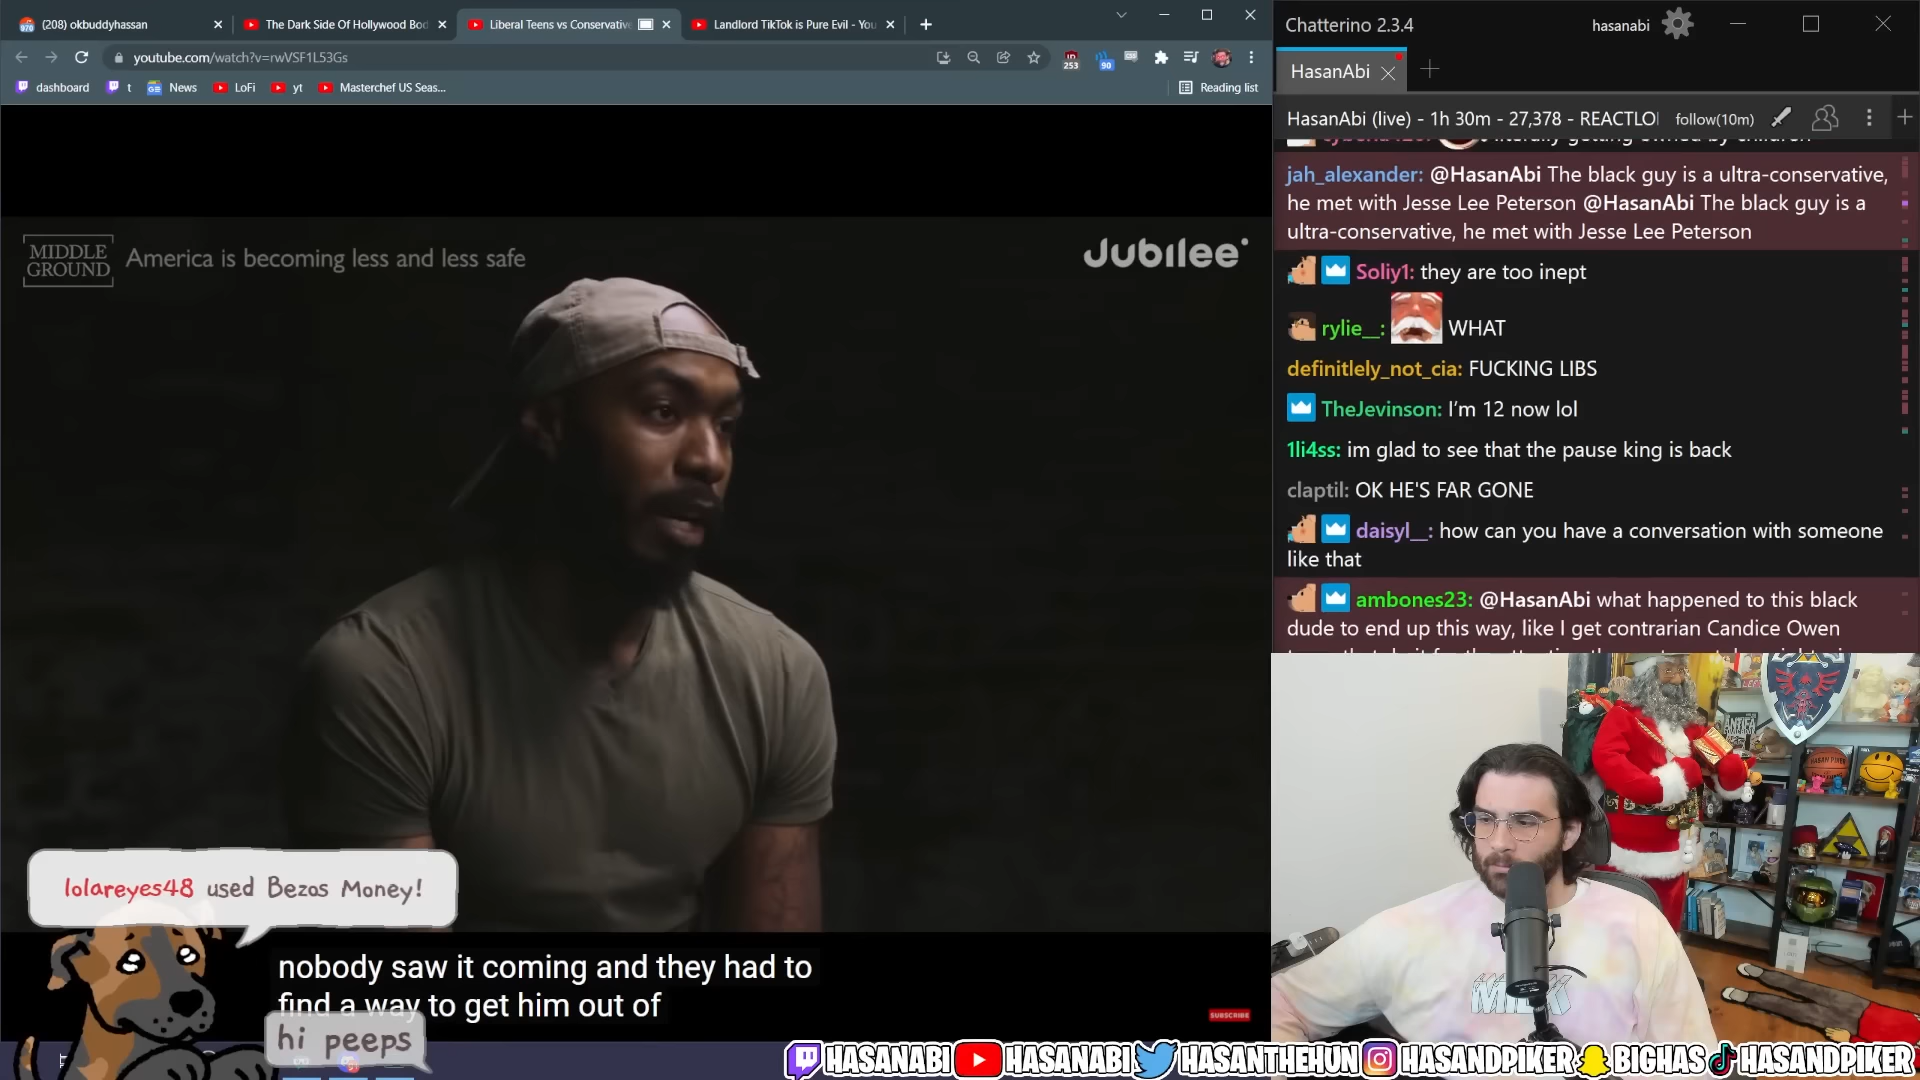 (208) okbuddyhassan
The Dark Side Of Hollywood Bod
Liberal Teens vs Conservative
Landlord TikTok is Pure Evil - You
youtube.com/watch?v=rwVSF1L53Gs
253
90
dashboard
t
News
LoFi
yt
Masterchef US Seas...
Reading list
MIDDLE
GROUND
America is becoming less and less safe
Jubilee
lolareyes48 used Bezos Money!
nobody saw it coming and they had to
find a way to get him out of
hi peeps
SUBSCRIBE
Chatterino 2.3.4
hasanabi
HasanAbi
HasanAbi (live) - 1h 30m - 27,378 - REACTLO
follow(10m)
jah_alexander: @HasanAbi The black guy is a ultra-conservative,
he met with Jesse Lee Peterson @HasanAbi The black guy is a
ultra-conservative, he met with Jesse Lee Peterson
Soliy1: they are too inept
rylie__: WHAT
definitlely_not_cia: FUCKING LIBS
TheJevinson: I'm 12 now lol
1li4ss: im glad to see that the pause king is back
claptil: OK HE'S FAR GONE
daisyl__: how can you have a conversation with someone
like that
ambones23: @HasanAbi what happened to this black
dude to end up this way, like I get contrarian Candice Owen
HASANABI HASANABI HASANTHEHUN HASANDPIKER BIGHAS HASANDPIKER